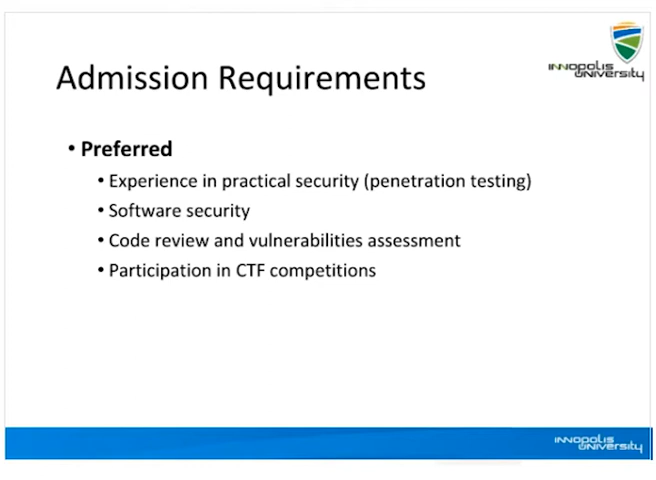 INNOPOLIS
UNIVERSITY
Admission Requirements
• Preferred
• Experience in practical security (penetration testing)
• Software security
• Code review and vulnerabilities assessment
• Participation in CTF competitions
INNOPOLIS
UNIVERSITY